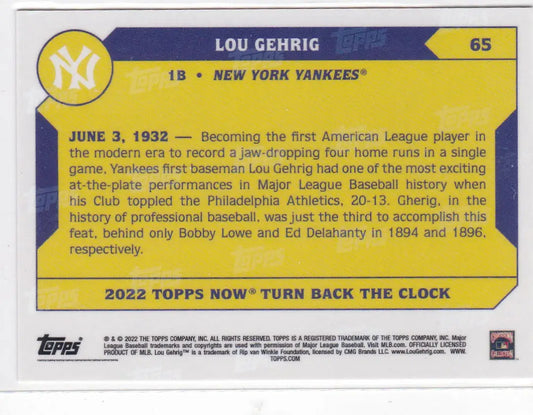 LOU GEHRIG
65
1B • NEW YORK YANKEES®
JUNE 3, 1932 — Becoming the first American League player in
the modern era to record a jaw-dropping four home runs in a single
game, Yankees first baseman Lou Gehrig had one of the most exciting
at-the-plate performances in Major League Baseball history when
his Club toppled the Philadelphia Athletics, 20-13. Gherig, in the
history of professional baseball, was just the third to accomplish this
feat, behind only Bobby Lowe and Ed Delahanty in 1894 and 1896,
respectively.
2022 TOPPS NOW® TURN BACK THE CLOCK
Topps
® & © 2022 THE TOPPS COMPANY, INC. ALL RIGHTS RESERVED. TOPPS IS A REGISTERED TRADEMARK OF THE TOPPS COMPANY, INC. Major
League Baseball trademarks and copyrights are used with permission of Major League Baseball. Visit MLB.com. OFFICIALLY LICENSED
PRODUCT OF MLB. Lou Gehrig™ is a trademark of Rip van Winkle Foundation, licensed by CMG Brands LLC. www.LouGehrig.com. WWW.
TOPPS.COM